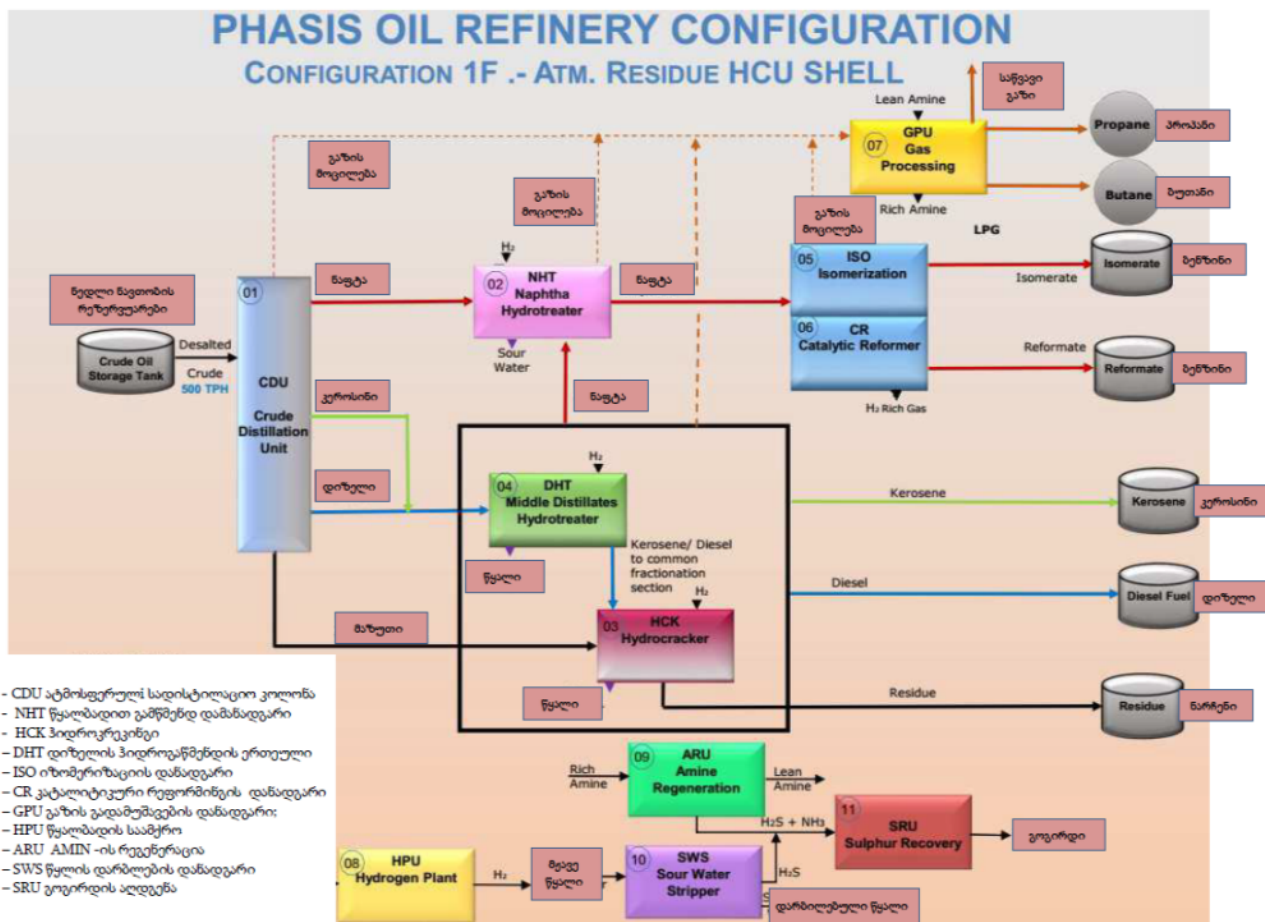 PHASIS OIL REFINERY CONFIGURATION
CONFIGURATION 1F .- ATM. RESIDUE HCU SHELL
საწვავი
გაზი
Lean Amine
07
GPU
Gas
Processing
Rich Amine
Propane
პროპანი
Butane
ბუთანი
LPG
გაზის
მოცილება
გაზის
მოცილება
გაზის
მოცილება
ნედლი ნავთობის
რეზერვუარები
Crude Oil
Storage Tank
Desalted
Crude
500 TPH
01
CDU
Crude
Distillation
Unit
ნაფტა
H₂
02
NHT
Naphtha
Hydrotreater
Sour
Water
ნაფტა
05
ISO
Isomerization
Isomerate
Isomerate
ბენზინი
06
CR
Catalytic Reformer
H₂ Rich Gas
Reformate
Reformate
ბენზინი
კეროსინი
ნაფტა
დიზელი
H₂
04
DHT
Middle Distillates
Hydrotreater
წყალი
Kerosene/ Diesel
to common
fractionation
section
Kerosene
Kerosene
კეროსინი
Diesel
Diesel Fuel
დიზელი
H₂
03
HCK
Hydrocracker
წყალი
მაზუთი
Residue
Residue
ნარჩენი
- CDU ატმოსფერული სადისტილაციო კოლონა
- NHT წყალბადით გამწმენდ დამანადგარი
- HCK ჰიდროკრეკინგი
– DHT დიზელის ჰიდროგაწმენდის ერთეული
– ISO იზომერიზაციის დანადგარი
– CR კატალიტიკური რეფორმინგის დანადგარი
– GPU გაზის გადამუშავების დანადგარი;
– HPU წყალბადის საამქრო
– ARU AMIN -ის რეგენერაცია
– SWS წყლის დარბლების დანადგარი
– SRU გოგირდის აღდგენა
Rich
Amine
09
ARU
Amine
Regeneration
Lean
Amine
H₂S + NH₃
11
SRU
Sulphur Recovery
გოგირდი
08
HPU
Hydrogen Plant
H₂
მჟავე
წყალი
10
SWS
Sour Water
Stripper
H₂S
დარბილებული წყალი